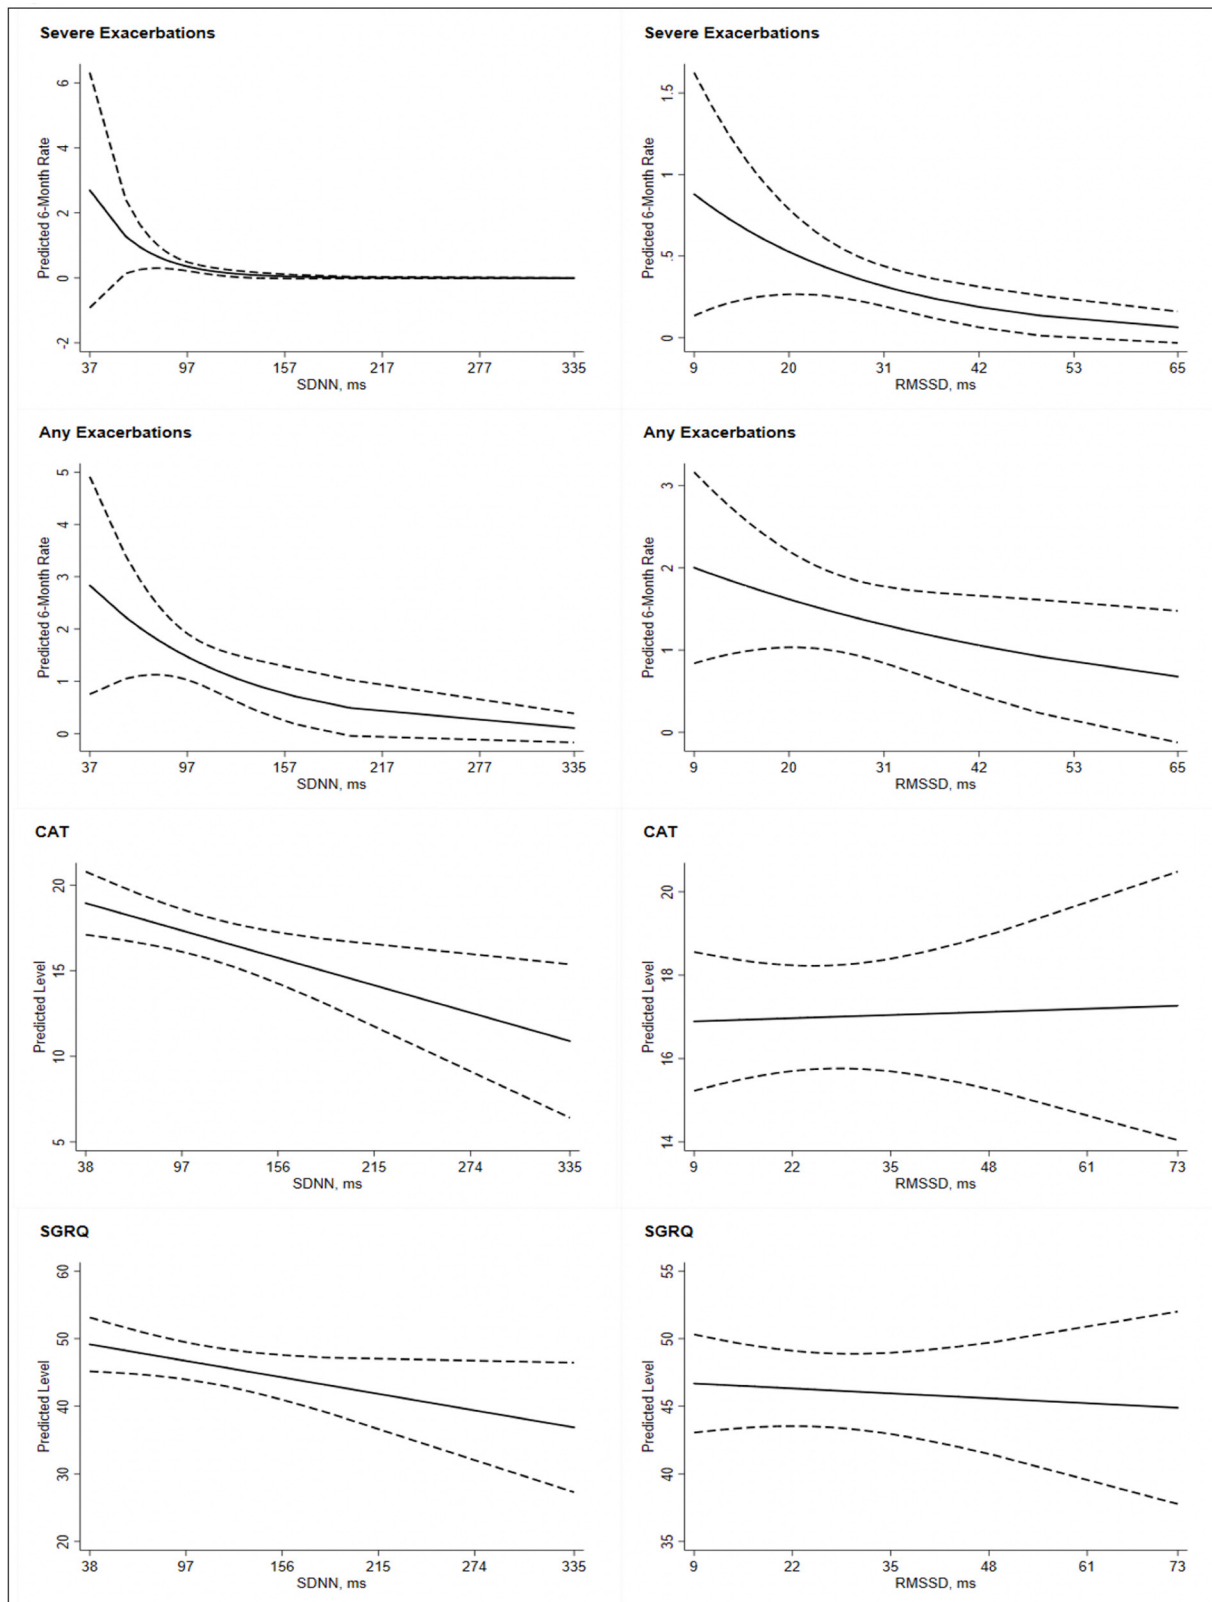 Severe Exacerbations
Predicted 6-Month Rate
6
4
2
0
-2
37 97 157 217 277 335
SDNN, ms
Severe Exacerbations
Predicted 6-Month Rate
1.5
1
.5
0
9 20 31 42 53 65
RMSSD, ms
Any Exacerbations
Predicted 6-Month Rate
5
4
3
2
1
0
37 97 157 217 277 335
SDNN, ms
Any Exacerbations
Predicted 6-Month Rate
3
2
1
0
9 20 31 42 53 65
RMSSD, ms
CAT
Predicted Level
20
15
10
5
38 97 156 215 274 335
SDNN, ms
CAT
Predicted Level
20
18
16
14
9 22 35 48 61 73
RMSSD, ms
SGRQ
Predicted Level
60
50
40
30
20
38 97 156 215 274 335
SDNN, ms
SGRQ
Predicted Level
55
50
45
40
35
9 22 35 48 61 73
RMSSD, ms